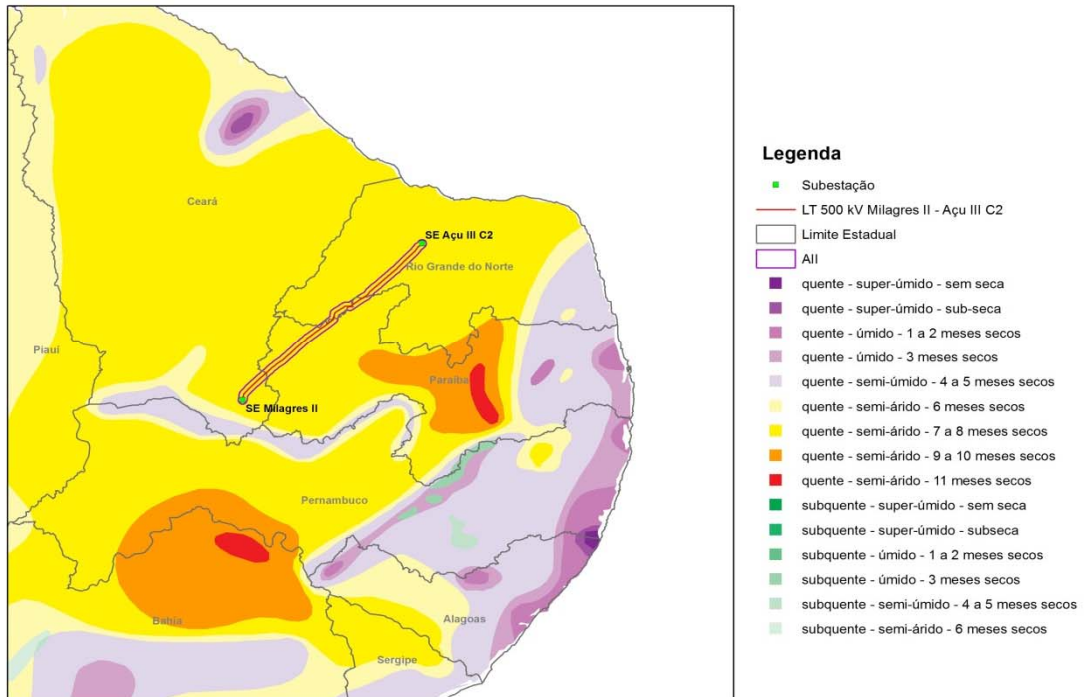 Ceará
SE Açu III C2
Rio Grande do Norte
Piauí
Paraíba
SE Milagres II
Pernambuco
Bahia
Alagoas
Sergipe
Legenda
Subestação
LT 500 kV Milagres II - Açu III C2
Limite Estadual
AII
quente - super-úmido - sem seca
quente - super-úmido - sub-seca
quente - úmido - 1 a 2 meses secos
quente - úmido - 3 meses secos
quente - semi-úmido - 4 a 5 meses secos
quente - semi-árido - 6 meses secos
quente - semi-árido - 7 a 8 meses secos
quente - semi-árido - 9 a 10 meses secos
quente - semi-árido - 11 meses secos
subquente - super-úmido - sem seca
subquente - super-úmido - subseca
subquente - úmido - 1 a 2 meses secos
subquente - úmido - 3 meses secos
subquente - semi-úmido - 4 a 5 meses secos
subquente - semi-árido - 6 meses secos